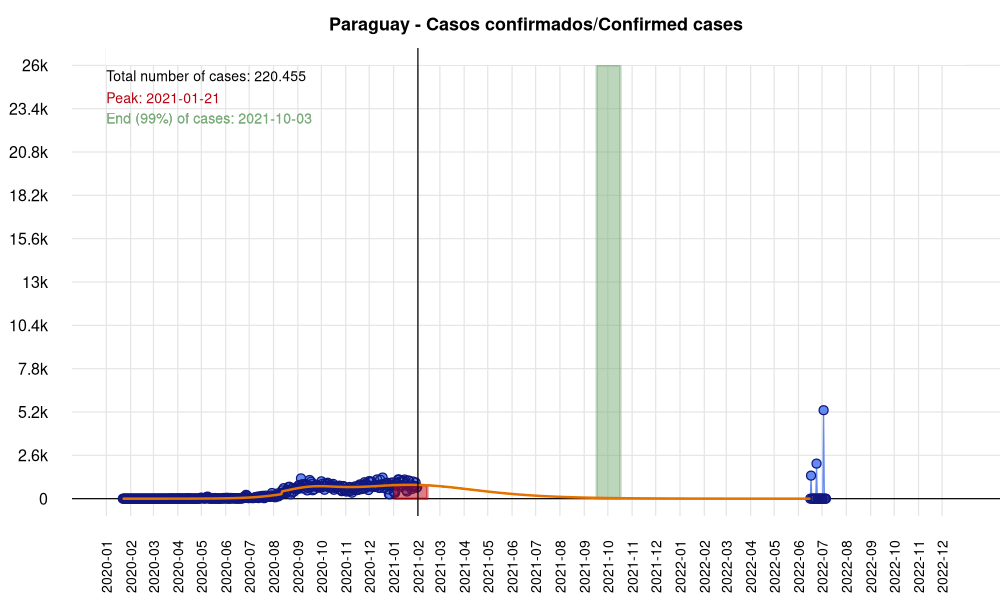 Paraguay - Casos confirmados/Confirmed cases
26k
Total number of cases: 220.455
Peak: 2021-01-21
23.4k
End (99%) of cases: 2021-10-03
20.8k
18.2k
15.6k
13k
10.4k
7.8k
5.2k
2.6k
0
2020-01
2020-02
2020-03
2020-04
2020-05
2020-06
2020-07
2020-08
2020-09
2020-10
2020-11
2020-12
2021-01
2021-02
2021-03
2021-04
2021-05
2021-06
2021-07
2021-08
2021-09
2021-10
2021-11
2021-12
2022-01
2022-02
2022-03
2022-04
2022-05
2022-06
2022-07
2022-08
2022-09
2022-10
2022-11
2022-12